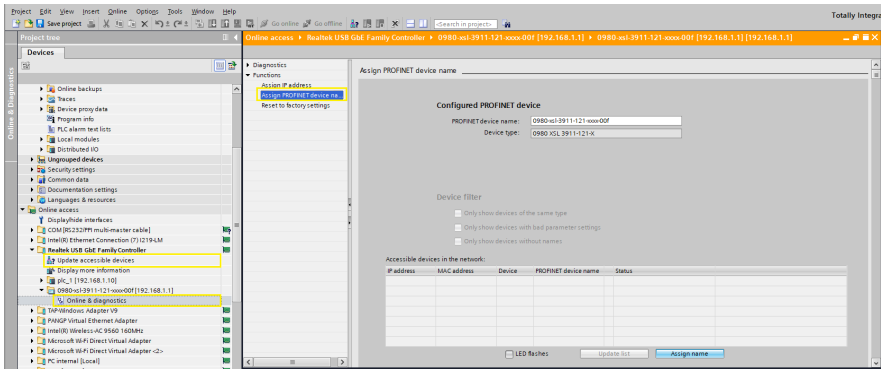 Project Edit View Insert Online Options Tools Window Help
Totally Integra
Save project
Go online
Go offline
<Search in project>
Project tree
Online access ▸ Realtek USB GbE Family Controller ▸ 0980-xsl-3911-121-xxxx-00f [192.168.1.1] ▸ 0980-xsl-3911-121-xxxx-00f [192.168.1.1] [192.168.1.1]
Devices
Online & Diagnostics
Online backups
Traces
Device proxy data
Program info
PLC alarm text lists
Local modules
Distributed I/O
Ungrouped devices
Security settings
Common data
Documentation settings
Languages & resources
Online access
Display/hide interfaces
COM [RS232/PPI multi-master cable]
Intel(R) Ethernet Connection (7) I219-LM
Realtek USB GbE Family Controller
Update accessible devices
Display more information
plc_1 [192.168.1.10]
0980-xsl-3911-121-xxxx-00f [192.168.1.1]
Online & diagnostics
TAP-Windows Adapter V9
PANGP Virtual Ethernet Adapter
Intel(R) Wireless-AC 9560 160MHz
Microsoft Wi-Fi Direct Virtual Adapter
Microsoft Wi-Fi Direct Virtual Adapter <2>
PC internal [Local]
Diagnostics
Functions
Assign IP address
Assign PROFINET device na...
Reset to factory settings
Assign PROFINET device name
Configured PROFINET device
PROFINET device name: 0980-xsl-3911-121-xxxx-00f
Device type: 0980 XSL 3911-121-X
Device filter
Only show devices of the same type
Only show devices with bad parameter settings
Only show devices without names
Accessible devices in the network:
IP address MAC address Device PROFINET device name Status
LED flashes
Update list
Assign name